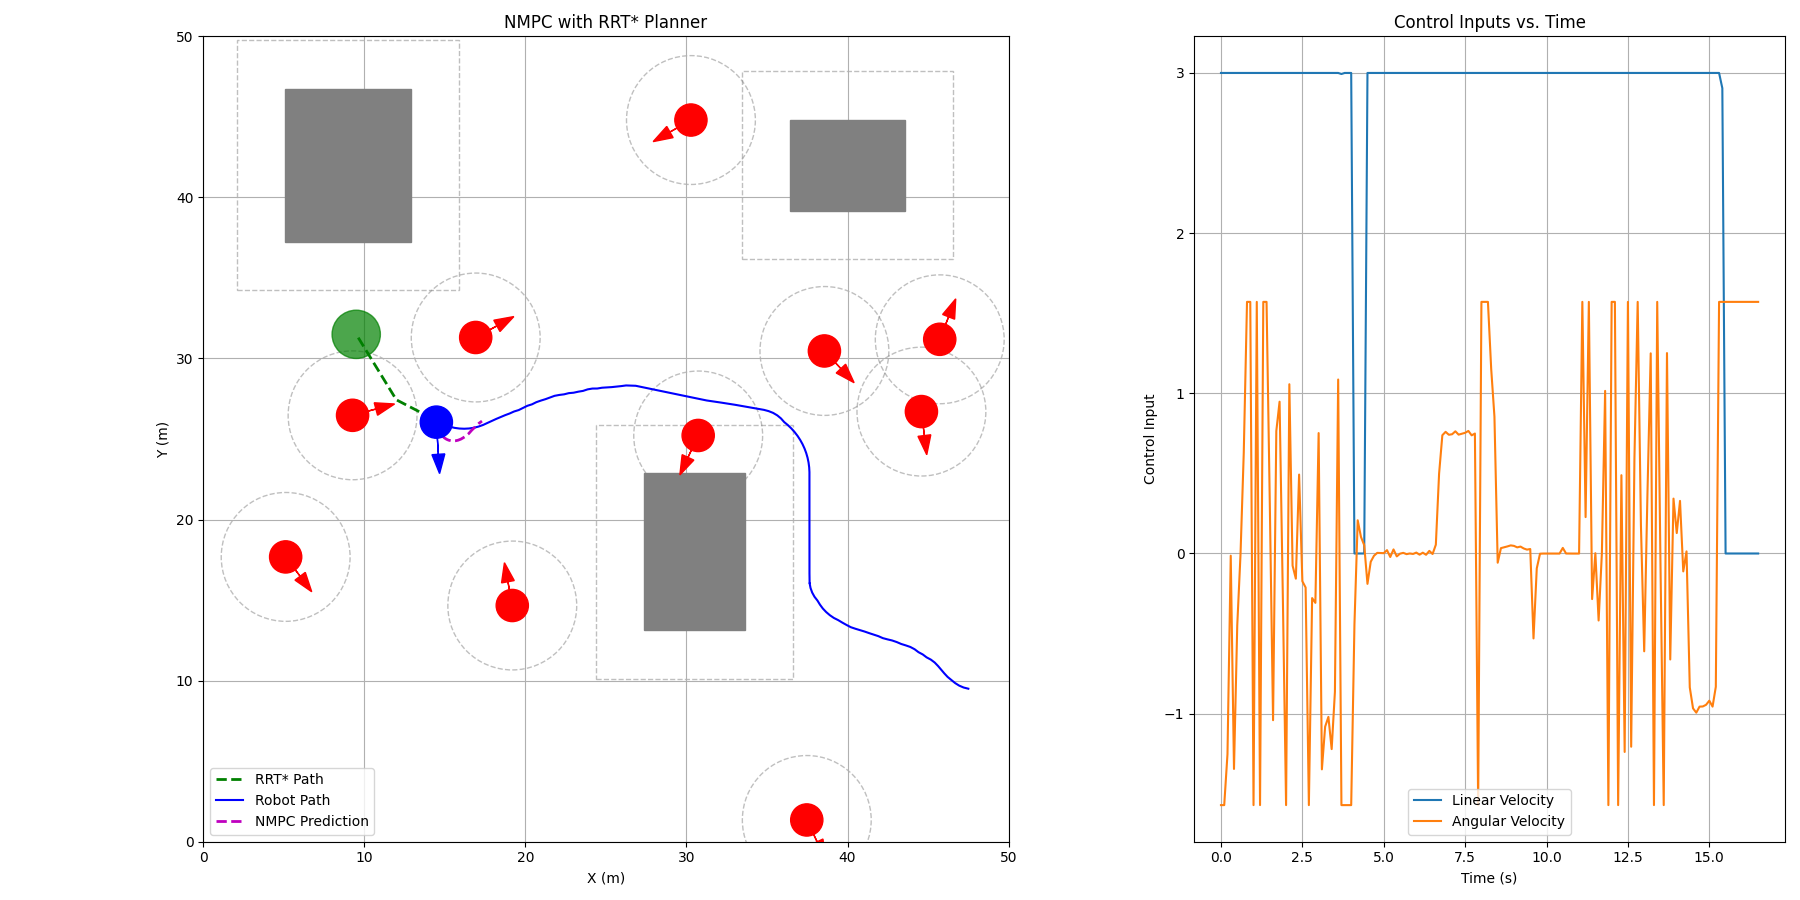 NMPC with RRT* Planner
50
40
30
20
10
0
0 10 20 30 40 50
Y (m)
X (m)
RRT* Path
Robot Path
NMPC Prediction
Control Inputs vs. Time
3
2
1
0
−1
0.0 2.5 5.0 7.5 10.0 12.5 15.0
Control Input
Time (s)
Linear Velocity
Angular Velocity